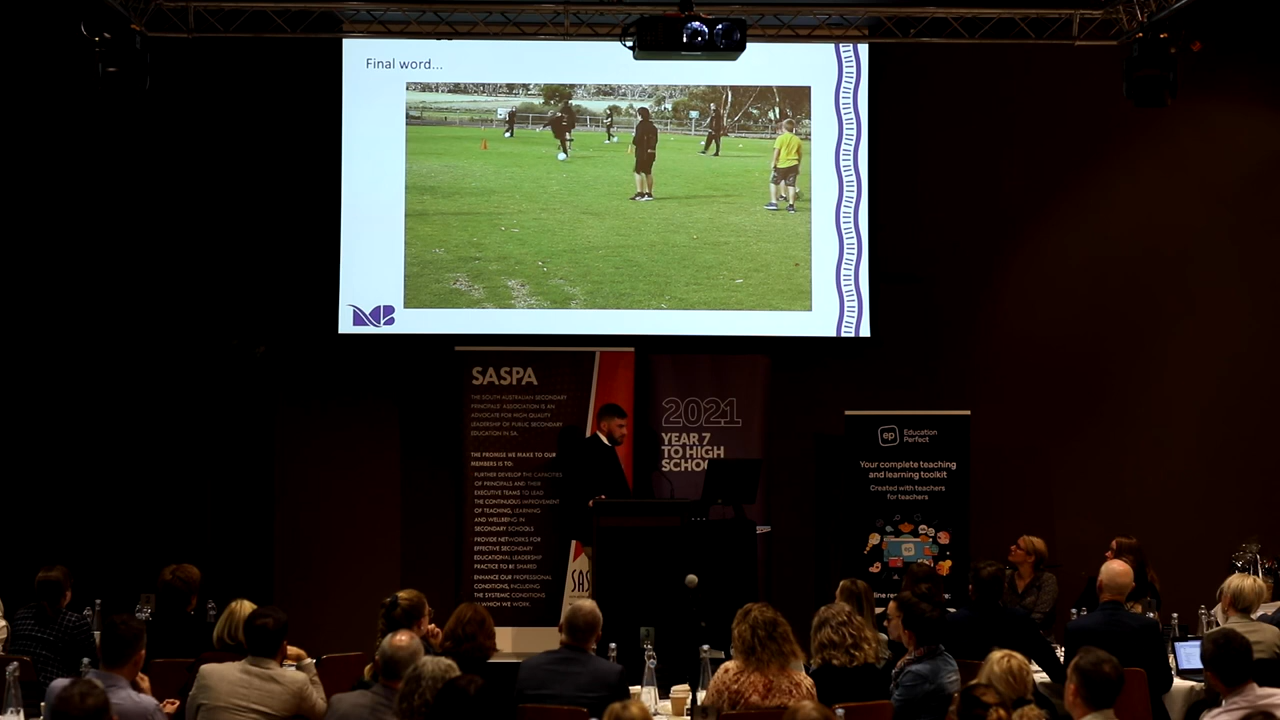 Final word...
SASPA
THE SOUTH AUSTRALIAN SECONDARY
PRINCIPALS' ASSOCIATION IS AN
ADVOCATE FOR HIGH QUALITY
LEADERSHIP OF PUBLIC SECONDARY
EDUCATION IN SA.
THE PROMISE WE MAKE TO OUR
MEMBERS IS TO:
- FURTHER DEVELOP THE CAPACITIES
OF PRINCIPALS AND THEIR
EXECUTIVE TEAMS TO LEAD
THE CONTINUOUS IMPROVEMENT
OF TEACHING, LEARNING
AND WELLBEING IN
SECONDARY SCHOOLS
- PROVIDE NETWORKS FOR
EFFECTIVE SECONDARY
EDUCATIONAL LEADERSHIP
PRACTICE TO BE SHARED
- ENHANCE OUR PROFESSIONAL
CONDITIONS, INCLUDING
THE SYSTEMIC CONDITIONS
IN WHICH WE WORK.
SAS
2021
YEAR 7
TO HIGH
SCHOO
ep Education
Perfect
Your complete teaching
and learning toolkit
Created with teachers
for teachers
ep